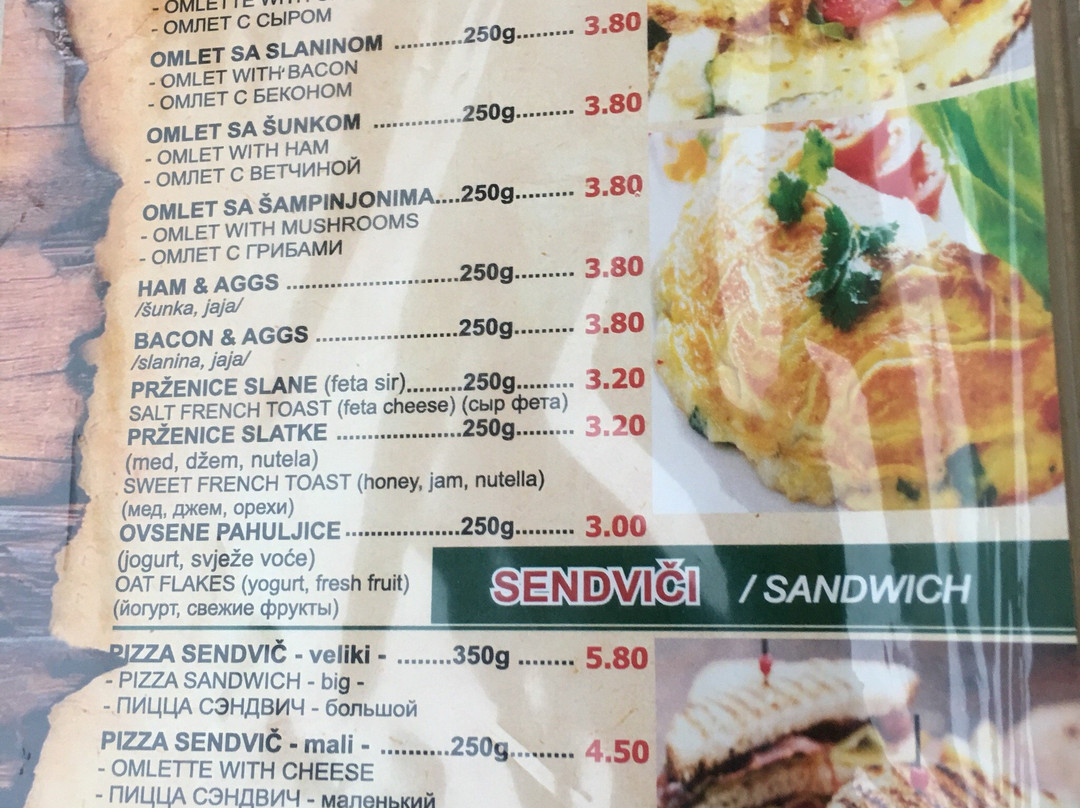 - OMLETTE WITH
- ОМЛЕТ С СЫРОМ
OMLET SA SLANINOM ...........250g......... 3.80
- OMLET WITH BACON
- ОМЛЕТ С БЕКОНОМ
OMLET SA ŠUNKOM ..............250g......... 3.80
- OMLET WITH HAM
- ОМЛЕТ С ВЕТЧИНОЙ
OMLET SA ŠAMPINJONIMA....250g......... 3.80
- OMLET WITH MUSHROOMS
- ОМЛЕТ С ГРИБАМИ
HAM & AGGS ...........................250g......... 3.80
/šunka, jaja/
BACON & AGGS ......................250g......... 3.80
/slanina, jaja/
PRŽENICE SLANE (feta sir).........250g......... 3.20
SALT FRENCH TOAST (feta cheese) (сыр фета)
PRŽENICE SLATKE ...................250g......... 3.20
(med, džem, nutela)
SWEET FRENCH TOAST (honey, jam, nutella)
(мед, джем, орехи)
OVSENE PAHULJICE ..................250g......... 3.00
(jogurt, svježe voće)
OAT FLAKES (yogurt, fresh fruit)
(йогурт, свежие фрукты)
SENDVIČI / SANDWICH
PIZZA SENDVIČ - veliki - ........350g ........ 5.80
- PIZZA SANDWICH - big -
- ПИЦЦА СЭНДВИЧ - большой
PIZZA SENDVIČ - mali - ..........250g......... 4.50
- OMLETTE WITH CHEESE
- ПИЦЦА СЭНДВИЧ - маленький